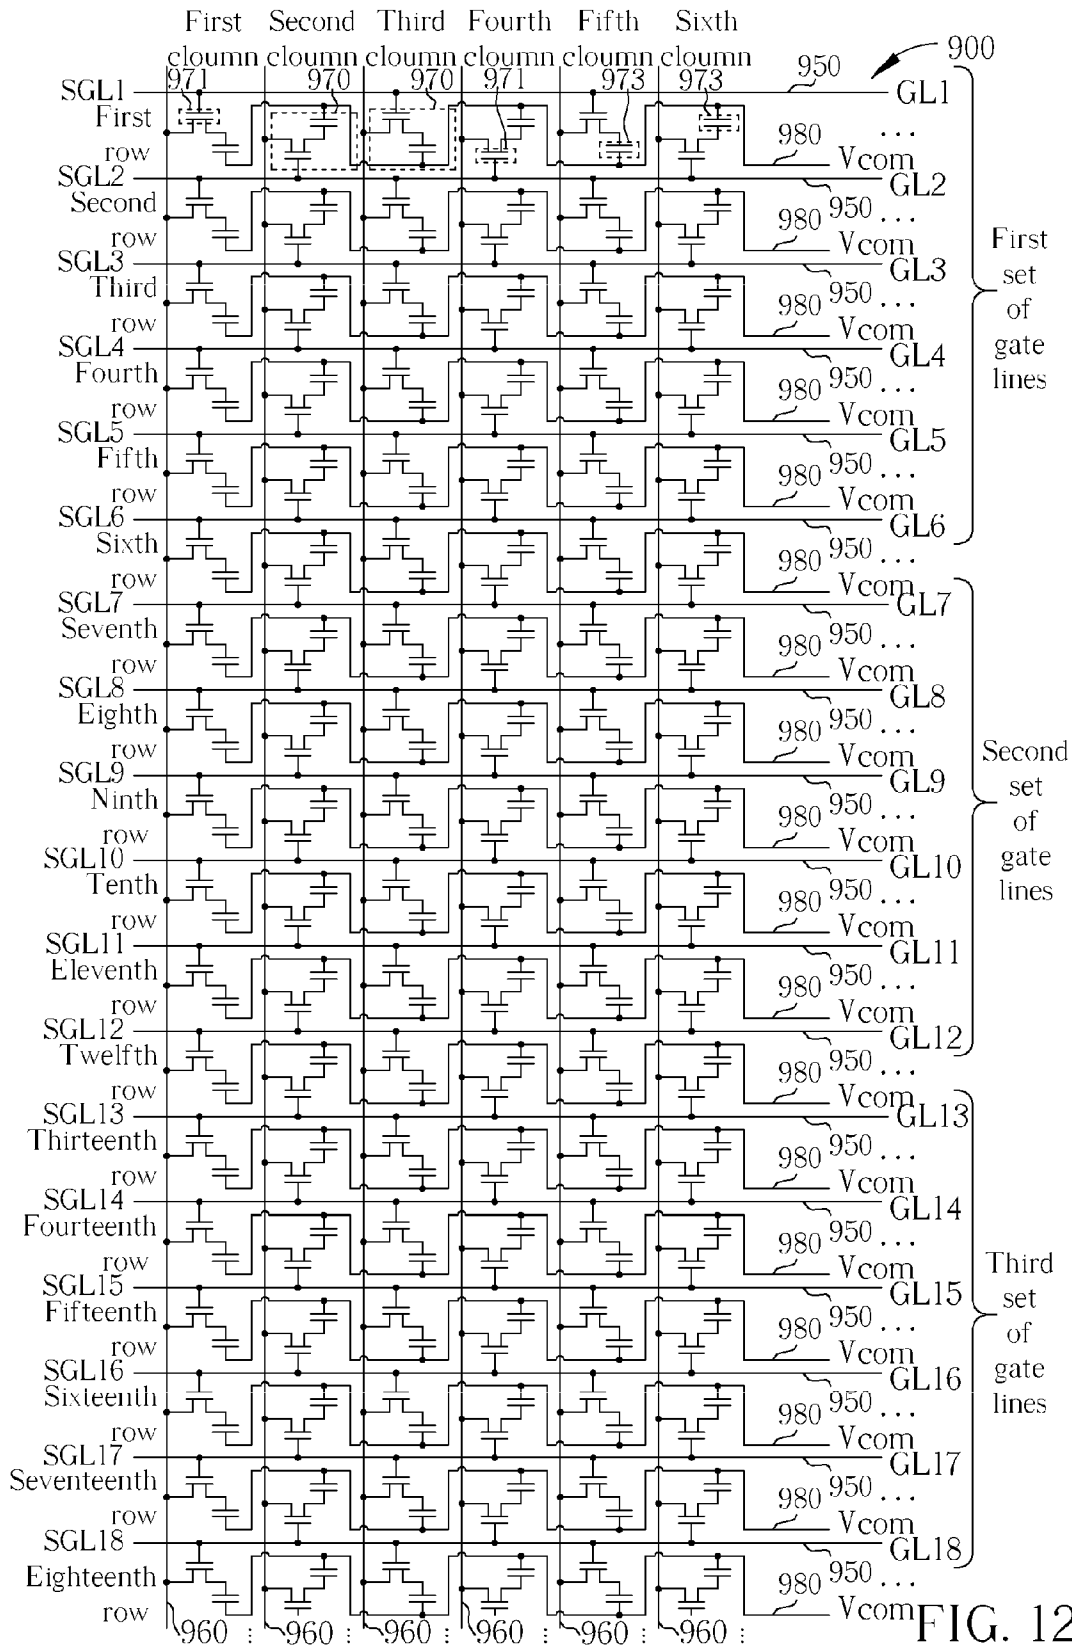 First Second Third Fourth Fifth Sixth
cloumn cloumn cloumn cloumn cloumn cloumn
900
971 970 970 971 973 973 950
SGL1 GL1
First
row 980 Vcom ...
SGL2 GL2
Second 950 ...
row 980 Vcom
SGL3 GL3
Third 950 ...
row 980 Vcom
SGL4 GL4
Fourth 950 ...
row 980 Vcom
SGL5 GL5
Fifth 950 ...
row 980 Vcom
SGL6 GL6
Sixth 950 ...
row 980 Vcom
First
set
of
gate
lines
SGL7 GL7
Seventh 950 ...
row 980 Vcom
SGL8 GL8
Eighth 950 ...
row 980 Vcom
SGL9 GL9
Ninth 950 ...
row 980 Vcom
SGL10 GL10
Tenth 950 ...
row 980 Vcom
SGL11 GL11
Eleventh 950 ...
row 980 Vcom
SGL12 GL12
Twelfth 950 ...
row 980 Vcom
Second
set
of
gate
lines
SGL13 GL13
Thirteenth 950 ...
row 980 Vcom
SGL14 GL14
Fourteenth 950 ...
row 980 Vcom
SGL15 GL15
Fifteenth 950 ...
row 980 Vcom
SGL16 GL16
Sixteenth 950 ...
row 980 Vcom
SGL17 GL17
Seventeenth 950 ...
row 980 Vcom
SGL18 GL18
Eighteenth 950 ...
row 980 Vcom
Third
set
of
gate
lines
960 960 960 960 960 960
FIG. 12